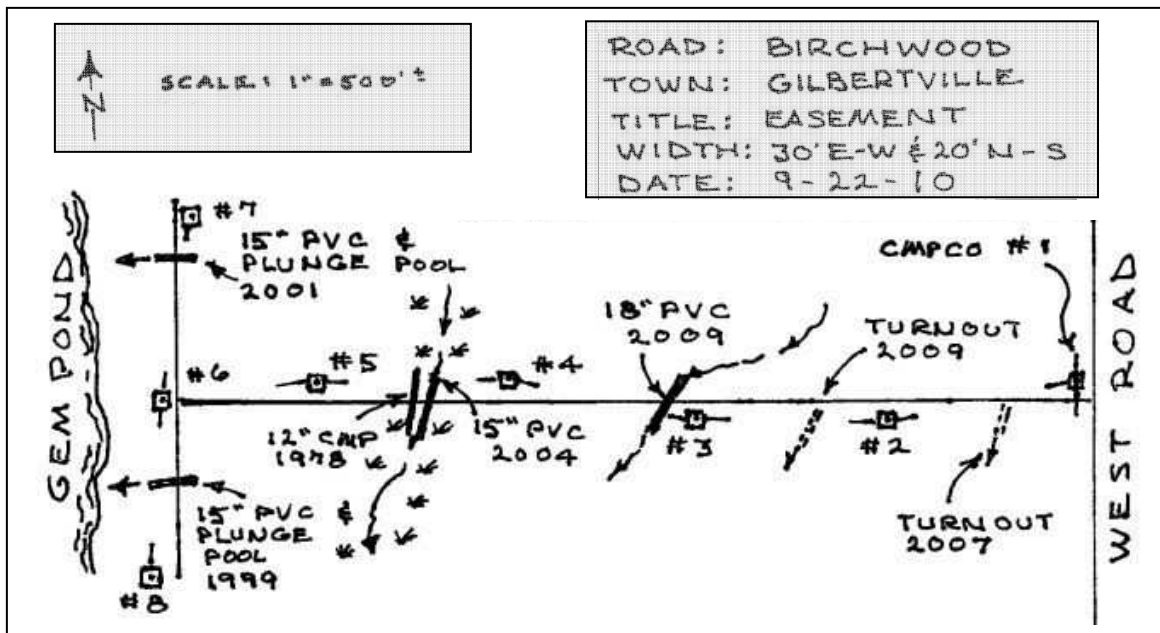 N
SCALE: 1" = 500' ±
ROAD: BIRCHWOOD
TOWN: GILBERTVILLE
TITLE: EASEMENT
WIDTH: 30' E-W & 20' N-S
DATE: 9-22-10
GEM POND
#7
15" PVC &
PLUNGE POOL
2001
#6
#5
12" CMP
1978
15" PVC
2004
#4
18" PVC
2009
#3
TURNOUT
2009
#2
CMPCO #1
TURNOUT
2007
WEST ROAD
15" PVC &
PLUNGE
POOL
1999
#8